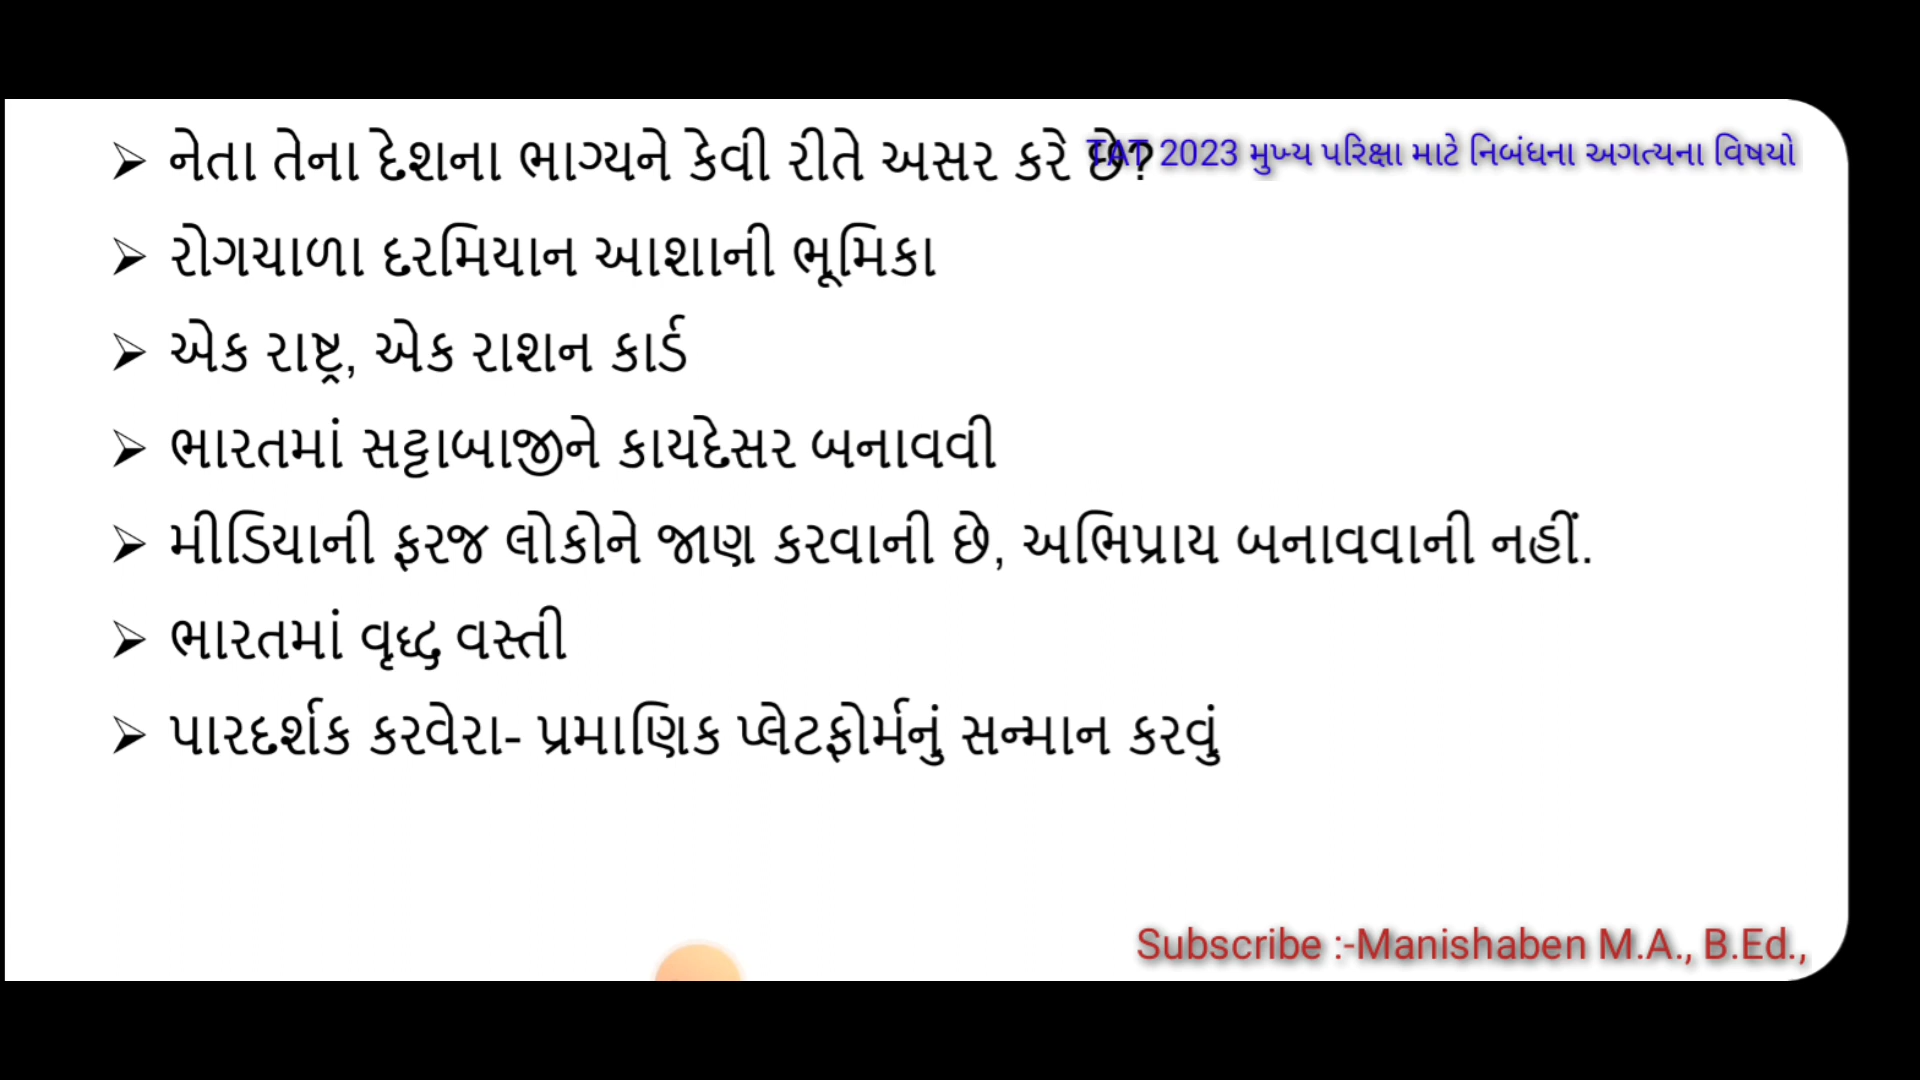 ➢ નેતા તેના દેશના ભાગ્યને કેવી રીતે અસર કરે છે?
TAT 2023 મુખ્ય પરિક્ષા માટે નિબંધના અગત્યના વિષયો
➢ રોગચાળા દરમિયાન આશાની ભૂમિકા
➢ એક રાષ્ટ્ર, એક રાશન કાર્ડ
➢ ભારતમાં સટ્ટાબાજીને કાયદેસર બનાવવી
➢ મીડિયાની ફરજ લોકોને જાણ કરવાની છે, અભિપ્રાય બનાવવાની નહીં.
➢ ભારતમાં વૃધ્દ વસ્તી
➢ પારદર્શક કરવેરા- પ્રમાણિક પ્લેટફોર્મનું સન્માન કરવું
Subscribe :-Manishaben M.A., B.Ed.,